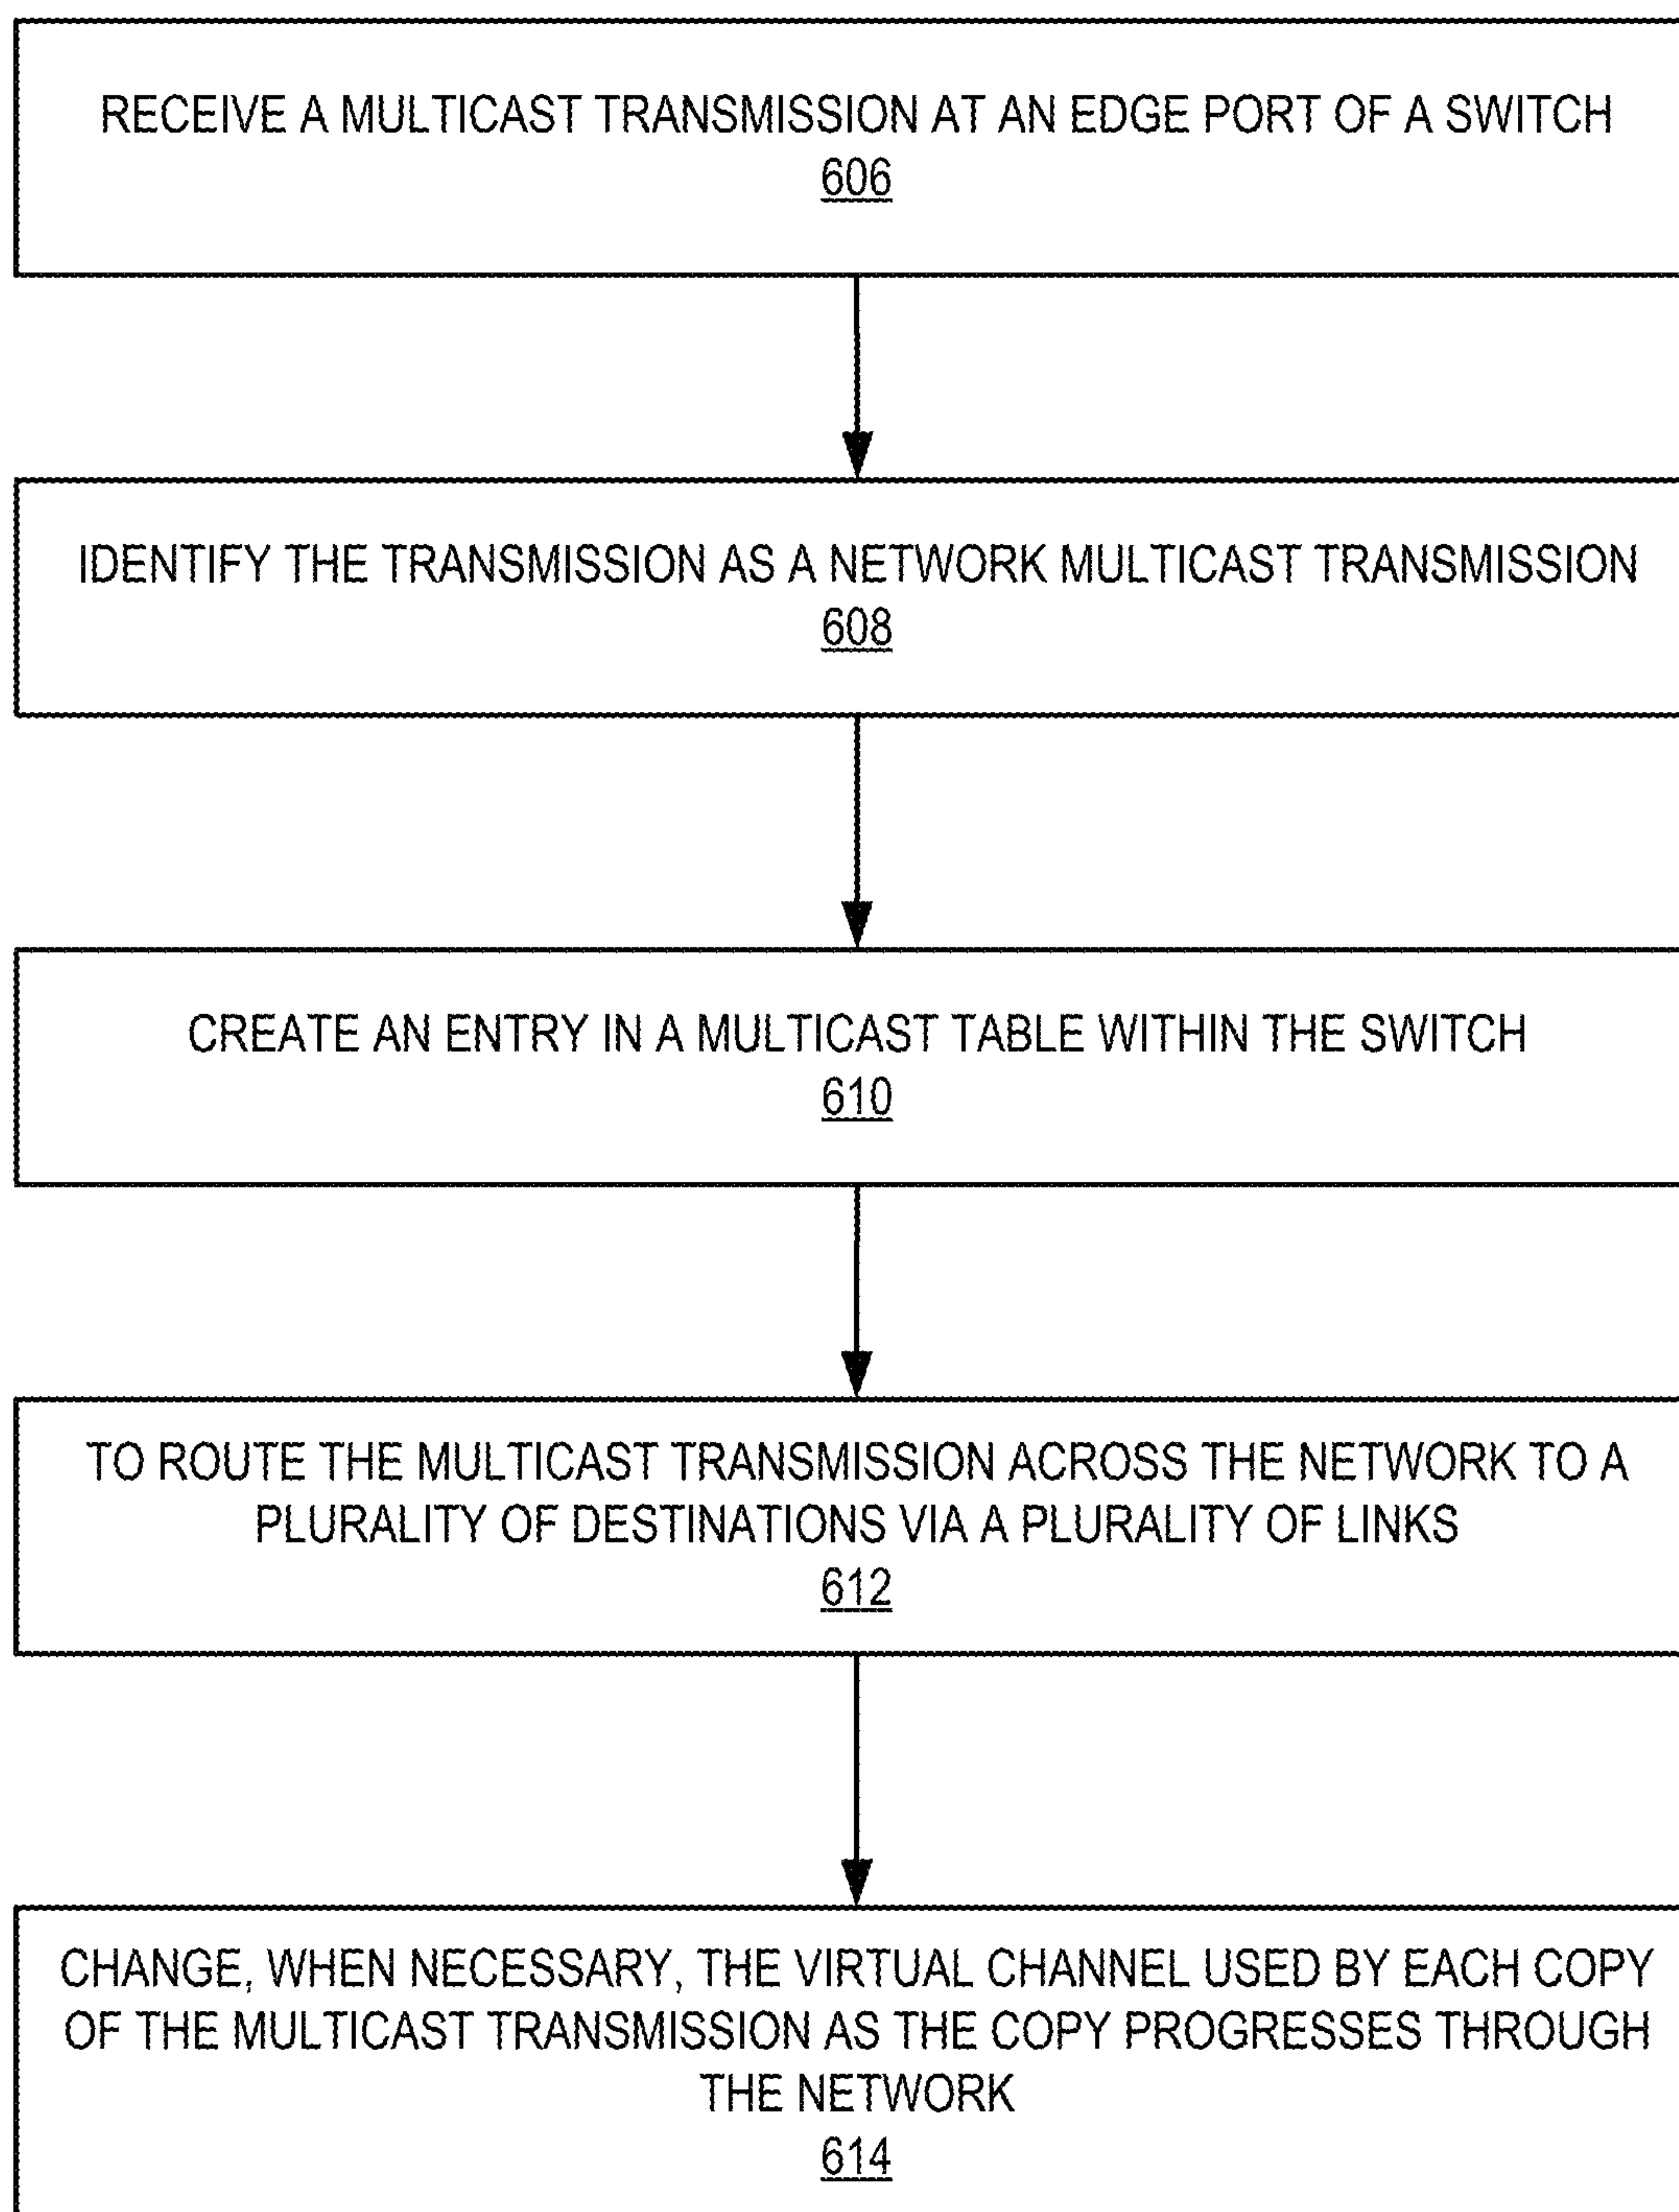 RECEIVE A MULTICAST TRANSMISSION AT AN EDGE PORT OF A SWITCH
606
IDENTIFY THE TRANSMISSION AS A NETWORK MULTICAST TRANSMISSION
608
CREATE AN ENTRY IN A MULTICAST TABLE WITHIN THE SWITCH
610
TO ROUTE THE MULTICAST TRANSMISSION ACROSS THE NETWORK TO A
PLURALITY OF DESTINATIONS VIA A PLURALITY OF LINKS
612
CHANGE, WHEN NECESSARY, THE VIRTUAL CHANNEL USED BY EACH COPY
OF THE MULTICAST TRANSMISSION AS THE COPY PROGRESSES THROUGH
THE NETWORK
614